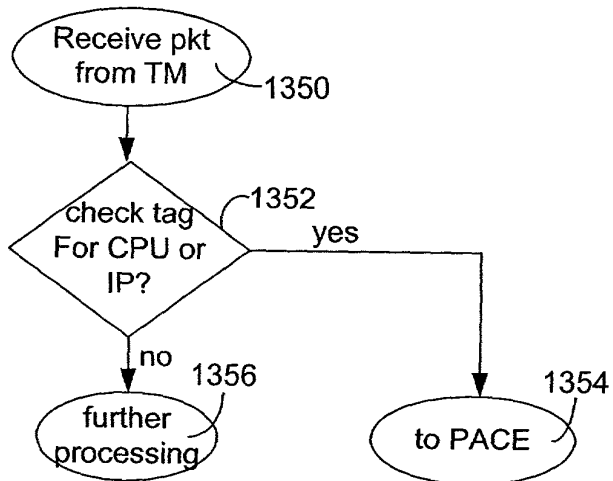 Receive pkt
from TM
1350
check tag
For CPU or
IP?
1352
yes
no
1356
further
processing
1354
to PACE